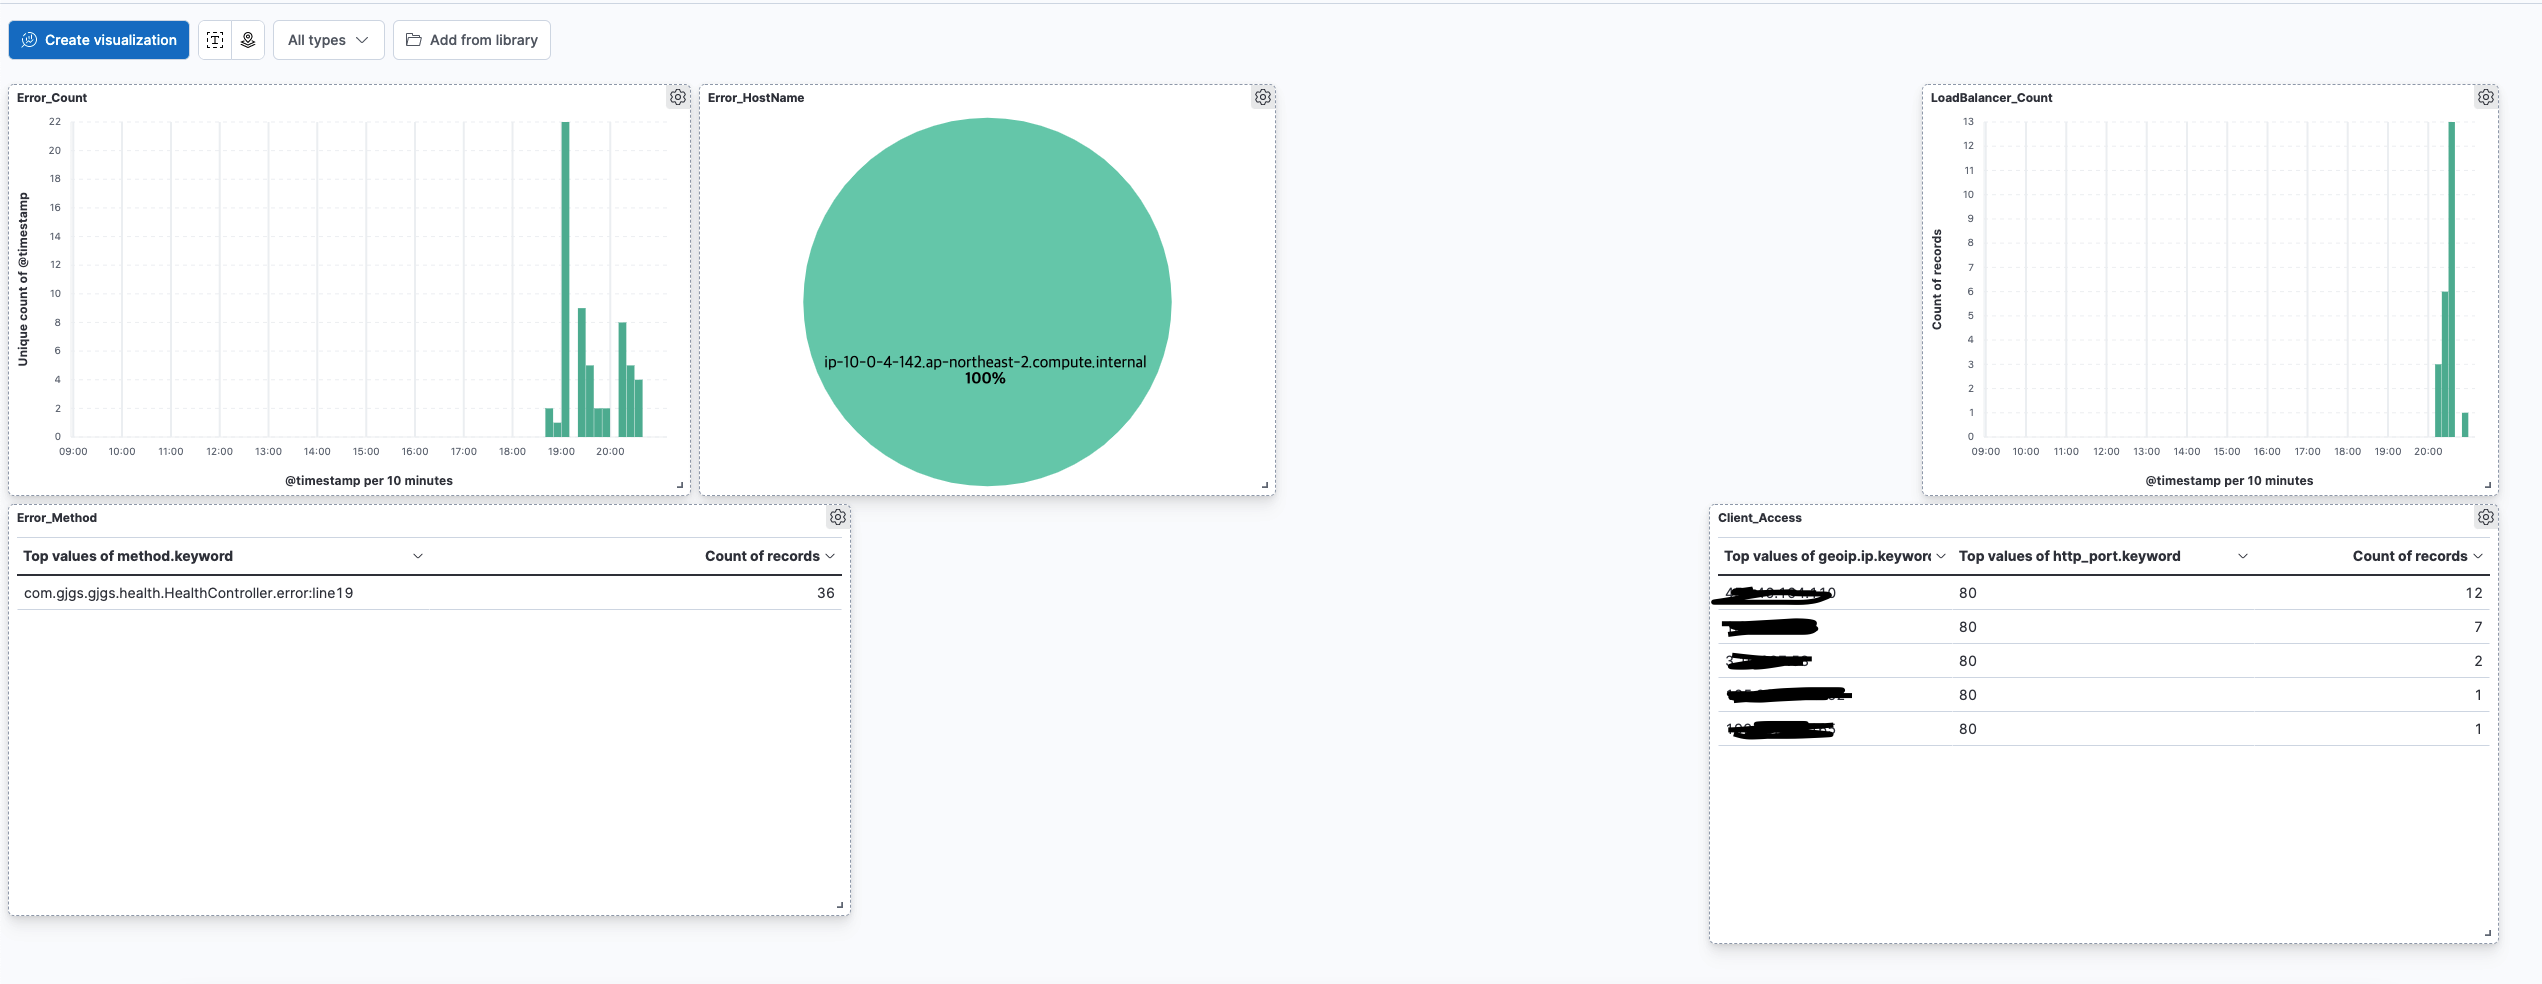 Create visualization
All types
Add from library
Error_Count
22
20
18
16
14
12
10
8
6
4
2
0
Unique count of @timestamp
09:00 10:00 11:00 12:00 13:00 14:00 15:00 16:00 17:00 18:00 19:00 20:00
@timestamp per 10 minutes
Error_HostName
ip-10-0-4-142.ap-northeast-2.compute.internal
100%
LoadBalancer_Count
13
12
11
10
9
8
7
6
5
4
3
2
1
0
Count of records
09:00 10:00 11:00 12:00 13:00 14:00 15:00 16:00 17:00 18:00 19:00 20:00
@timestamp per 10 minutes
Error_Method
Top values of method.keyword Count of records
com.gjgs.gjgs.health.HealthController.error:line19 36
Client_Access
Top values of geoip.ip.keyword Top values of http_port.keyword Count of records
80 12
80 7
80 2
80 1
80 1